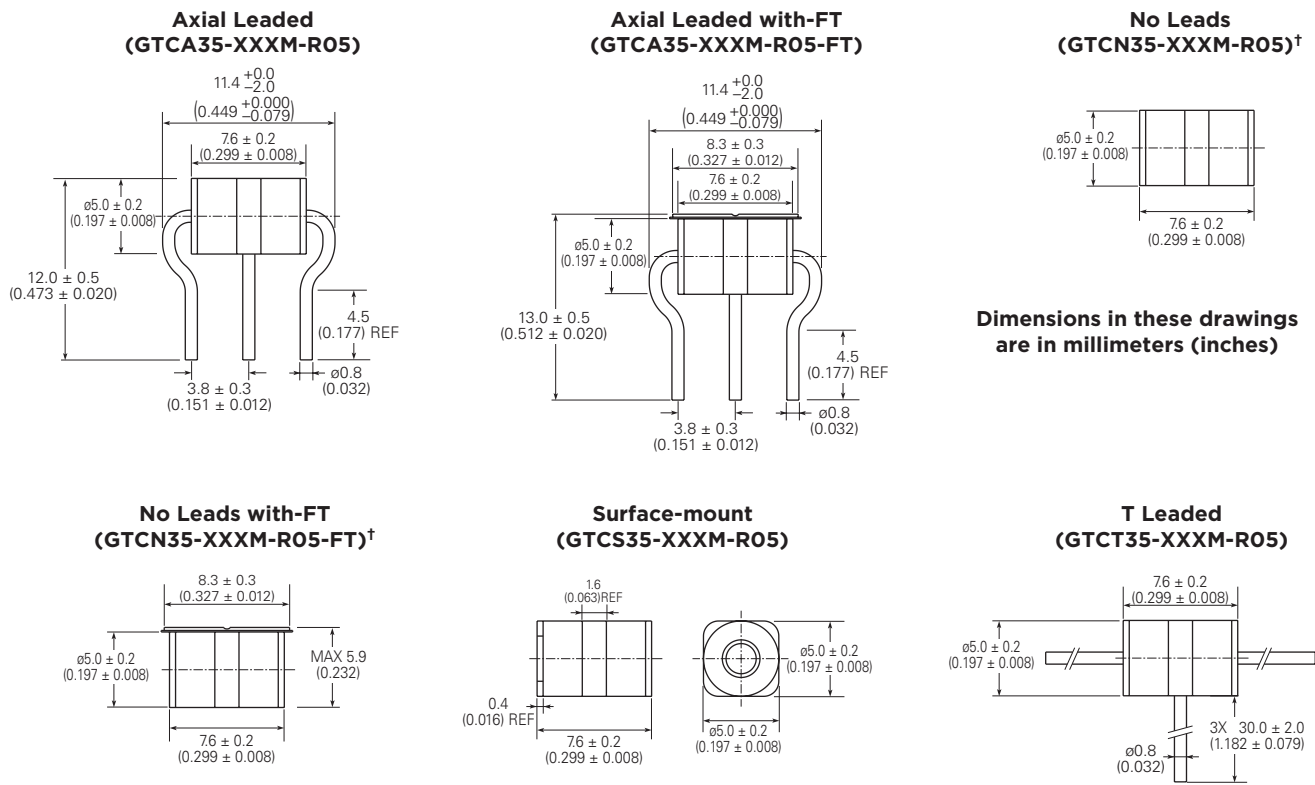 Axial Leaded
(GTCA35-XXXM-R05)
11.4 +0.0
–2.0
(0.449 +0.000
–0.079)
7.6 ± 0.2
(0.299 ± 0.008)
ø5.0 ± 0.2
(0.197 ± 0.008)
12.0 ± 0.5
(0.473 ± 0.020)
4.5
(0.177) REF
3.8 ± 0.3
(0.151 ± 0.012)
ø0.8
(0.032)
Axial Leaded with-FT
(GTCA35-XXXM-R05-FT)
11.4 +0.0
–2.0
(0.449 +0.000
–0.079)
8.3 ± 0.3
(0.327 ± 0.012)
7.6 ± 0.2
(0.299 ± 0.008)
ø5.0 ± 0.2
(0.197 ± 0.008)
13.0 ± 0.5
(0.512 ± 0.020)
4.5
(0.177) REF
3.8 ± 0.3
(0.151 ± 0.012)
ø0.8
(0.032)
No Leads
(GTCN35-XXXM-R05)†
ø5.0 ± 0.2
(0.197 ± 0.008)
7.6 ± 0.2
(0.299 ± 0.008)
Dimensions in these drawings
are in millimeters (inches)
No Leads with-FT
(GTCN35-XXXM-R05-FT)†
8.3 ± 0.3
(0.327 ± 0.012)
ø5.0 ± 0.2
(0.197 ± 0.008)
MAX 5.9
(0.232)
7.6 ± 0.2
(0.299 ± 0.008)
Surface-mount
(GTCS35-XXXM-R05)
1.6
(0.063)REF
ø5.0 ± 0.2
(0.197 ± 0.008)
0.4
(0.016) REF
7.6 ± 0.2
(0.299 ± 0.008)
ø5.0 ± 0.2
(0.197 ± 0.008)
T Leaded
(GTCT35-XXXM-R05)
7.6 ± 0.2
(0.299 ± 0.008)
ø5.0 ± 0.2
(0.197 ± 0.008)
3X 30.0 ± 2.0
(1.182 ± 0.079)
ø0.8
(0.032)